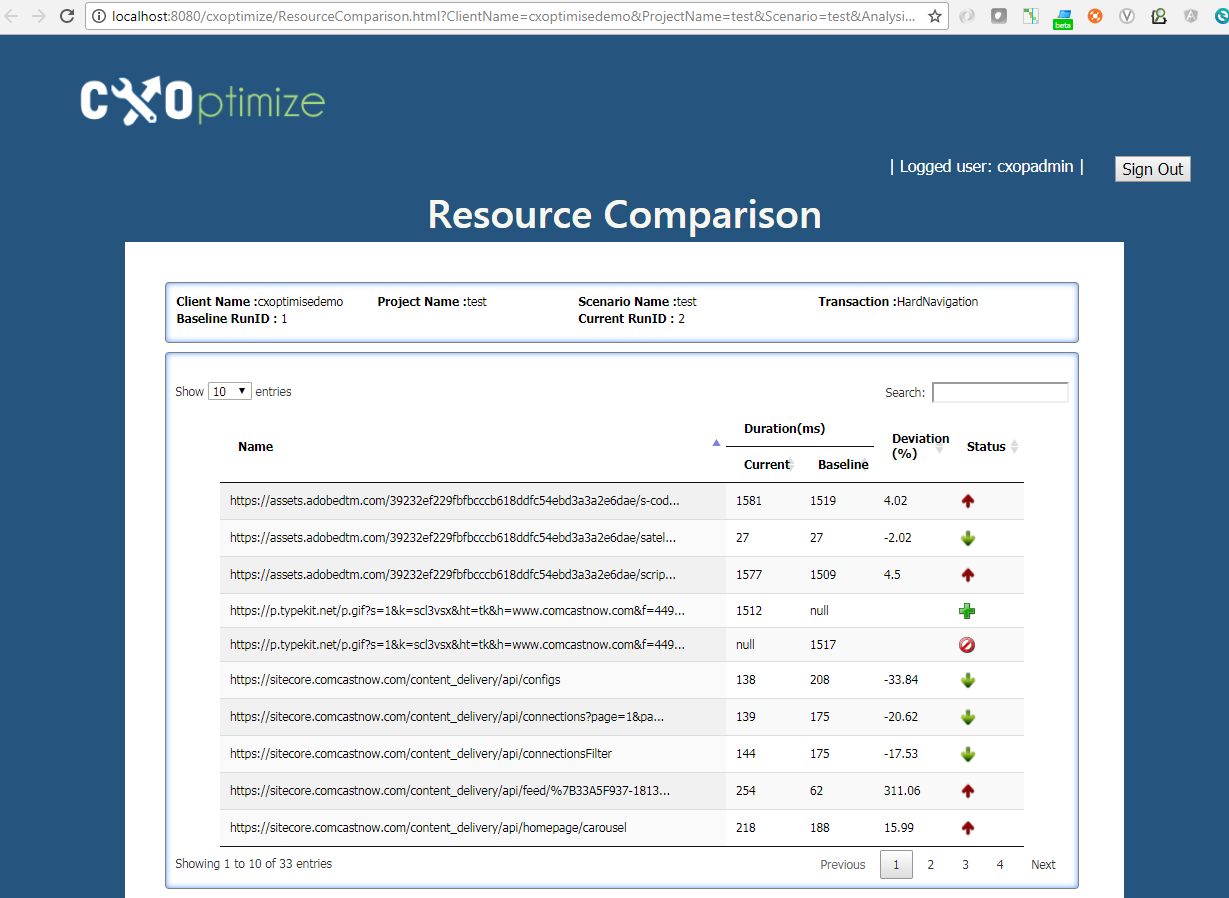 localhost:8080/cxoptimize/ResourceComparison.html?ClientName=cxoptimisedemo&ProjectName=test&Scenario=test&Analysi...
beta
CXOptimize
| Logged user: cxopadmin |
Sign Out
Resource Comparison
Client Name :cxoptimisedemo Project Name :test Scenario Name :test Transaction :HardNavigation
Baseline RunID : 1 Current RunID : 2
Show 10 entries Search:
Name Duration(ms) Deviation (%) Status
Current Baseline
https://assets.adobedtm.com/39232ef229fbfbcccb618ddfc54ebd3a3a2e6dae/s-cod... 1581 1519 4.02
https://assets.adobedtm.com/39232ef229fbfbcccb618ddfc54ebd3a3a2e6dae/satel... 27 27 -2.02
https://assets.adobedtm.com/39232ef229fbfbcccb618ddfc54ebd3a3a2e6dae/scrip... 1577 1509 4.5
https://p.typekit.net/p.gif?s=1&k=scl3vsx&ht=tk&h=www.comcastnow.com&f=449... 1512 null
https://p.typekit.net/p.gif?s=1&k=scl3vsx&ht=tk&h=www.comcastnow.com&f=449... null 1517
https://sitecore.comcastnow.com/content_delivery/api/configs 138 208 -33.84
https://sitecore.comcastnow.com/content_delivery/api/connections?page=1&pa... 139 175 -20.62
https://sitecore.comcastnow.com/content_delivery/api/connectionsFilter 144 175 -17.53
https://sitecore.comcastnow.com/content_delivery/api/feed/%7B33A5F937-1813... 254 62 311.06
https://sitecore.comcastnow.com/content_delivery/api/homepage/carousel 218 188 15.99
Showing 1 to 10 of 33 entries Previous 1 2 3 4 Next